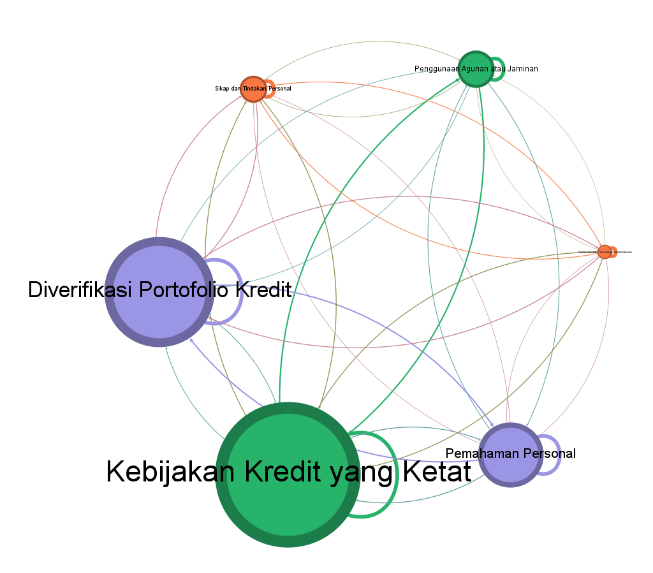 Penggunaan Agunan atau Jaminan
Sikap dan Tindakan Personal
Diverifikasi Portofolio Kredit
Pemahaman Personal
Kebijakan Kredit yang Ketat